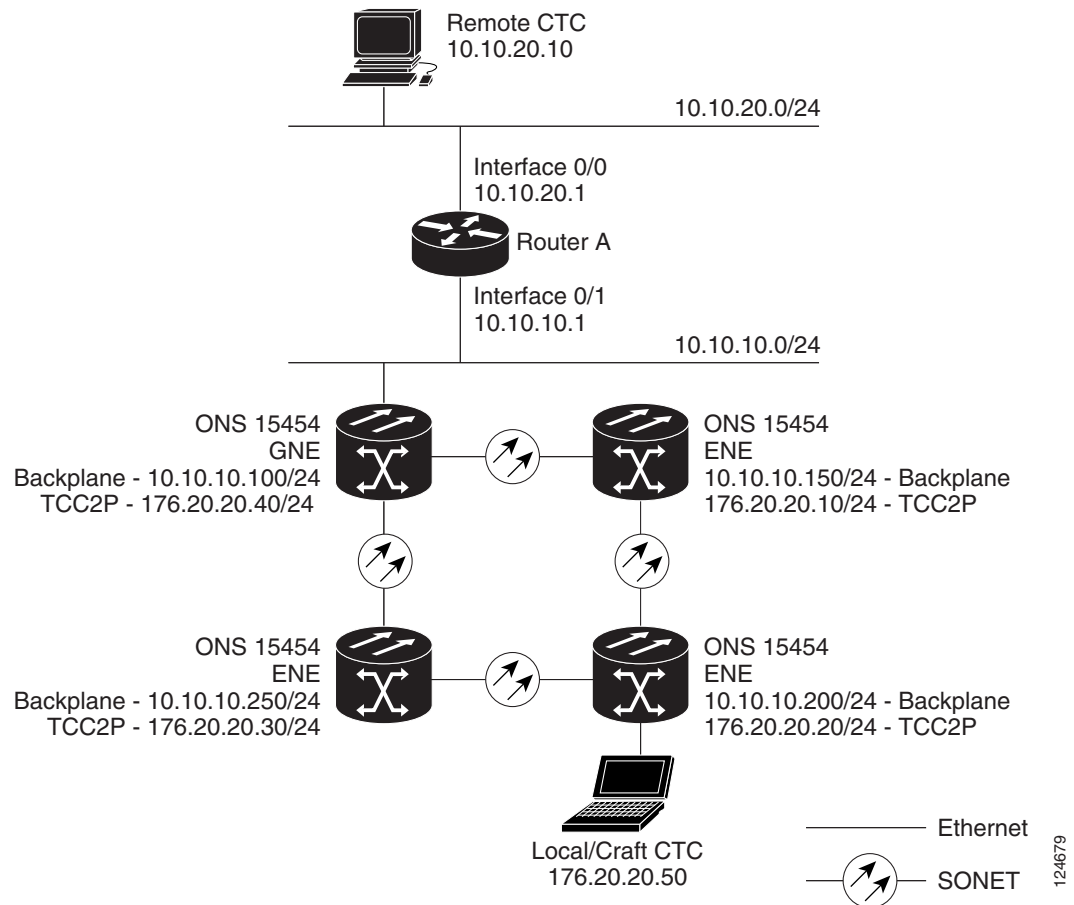 Remote CTC
10.10.20.10
10.10.20.0/24
Interface 0/0
10.10.20.1
Router A
Interface 0/1
10.10.10.1
10.10.10.0/24
ONS 15454
GNE
Backplane - 10.10.10.100/24
TCC2P - 176.20.20.40/24
ONS 15454
ENE
10.10.10.150/24 - Backplane
176.20.20.10/24 - TCC2P
ONS 15454
ENE
Backplane - 10.10.10.250/24
TCC2P - 176.20.20.30/24
ONS 15454
ENE
10.10.10.200/24 - Backplane
176.20.20.20/24 - TCC2P
Local/Craft CTC
176.20.20.50
Ethernet
SONET
124679